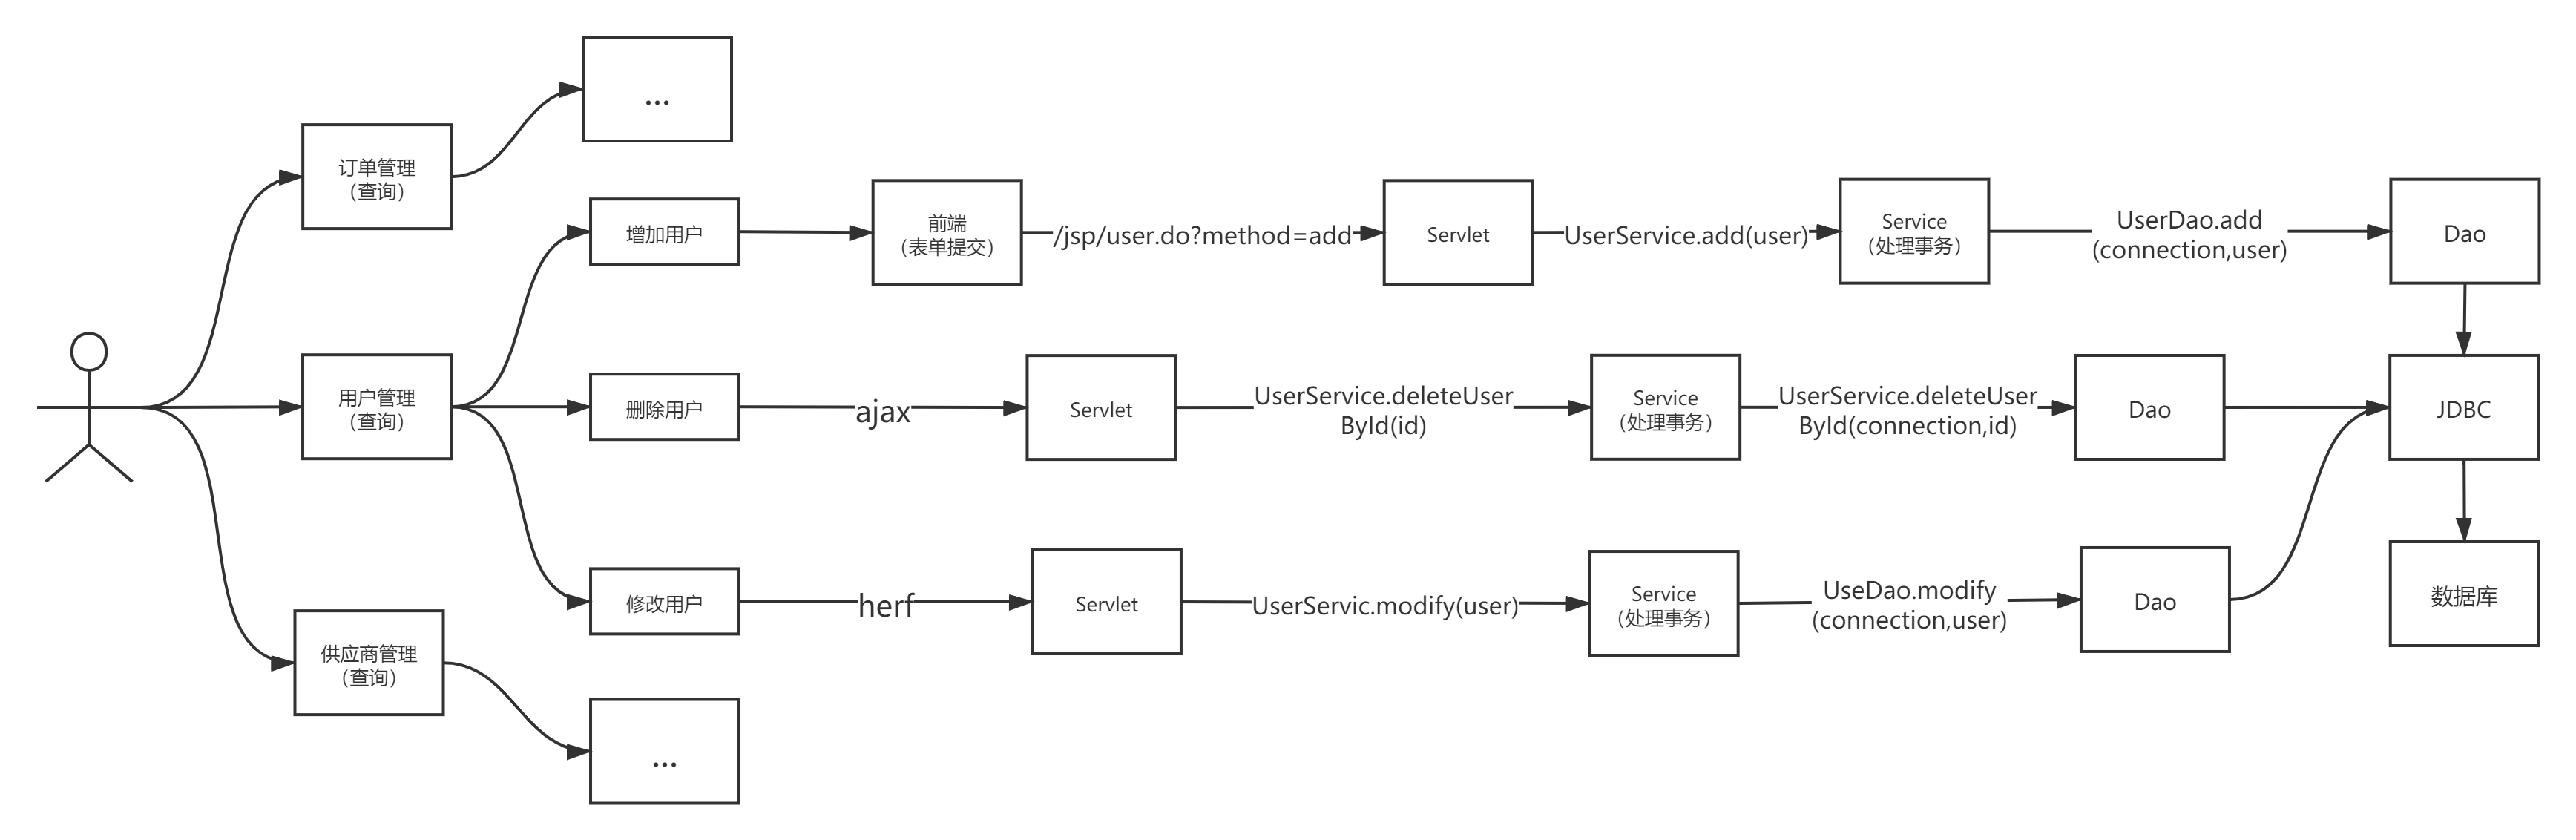 ...
订单管理
(查询)
增加用户
前端
(表单提交)
/jsp/user.do?method=add
Servlet
UserService.add(user)
Service
(处理事务)
UserDao.add
(connection,user)
Dao
用户管理
(查询)
删除用户
ajax
Servlet
UserService.deleteUser
ById(id)
Service
(处理事务)
UserService.deleteUser
ById(connection,id)
Dao
JDBC
修改用户
herf
Servlet
UserServic.modify(user)
Service
(处理事务)
UseDao.modify
(connection,user)
Dao
数据库
供应商管理
(查询)
...